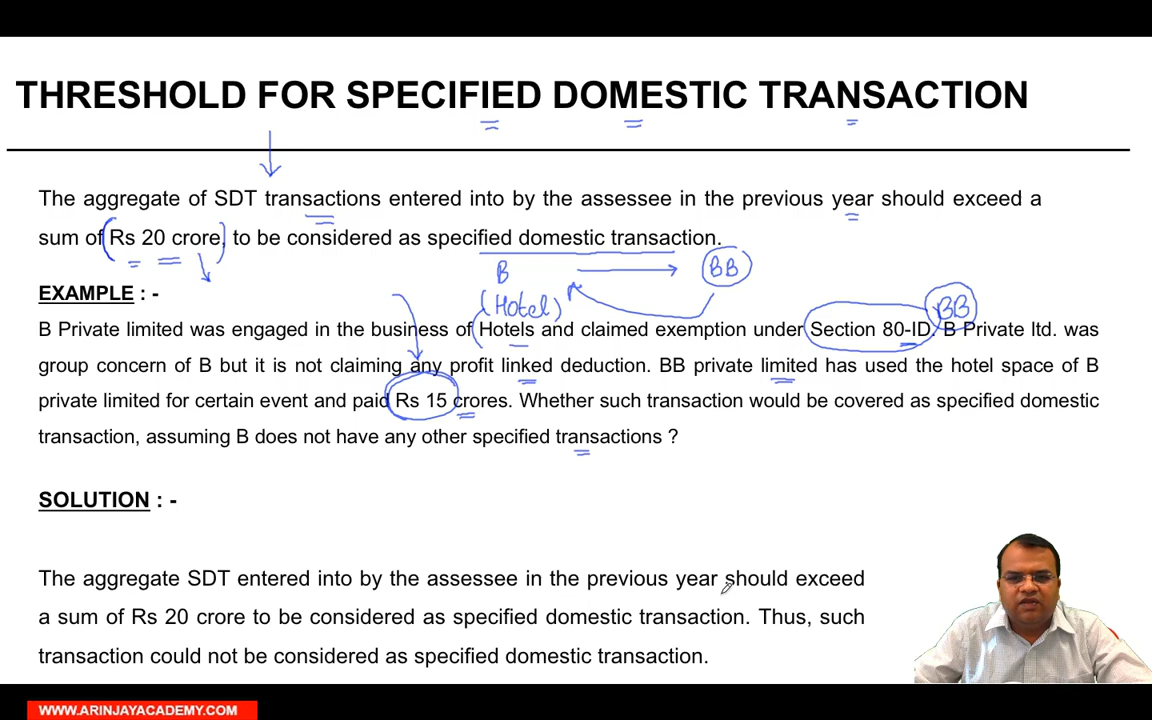 THRESHOLD FOR SPECIFIED DOMESTIC TRANSACTION
The aggregate of SDT transactions entered into by the assessee in the previous year should exceed a
sum of Rs 20 crore, to be considered as specified domestic transaction.
B
BB
(Hotel)
BB
EXAMPLE : -
B Private limited was engaged in the business of Hotels and claimed exemption under Section 80-ID. B Private ltd. was
group concern of B but it is not claiming any profit linked deduction. BB private limited has used the hotel space of B
private limited for certain event and paid Rs 15 crores. Whether such transaction would be covered as specified domestic
transaction, assuming B does not have any other specified transactions ?
SOLUTION : -
The aggregate SDT entered into by the assessee in the previous year should exceed
a sum of Rs 20 crore to be considered as specified domestic transaction. Thus, such
transaction could not be considered as specified domestic transaction.
WWW.ARINJAYACADEMY.COM